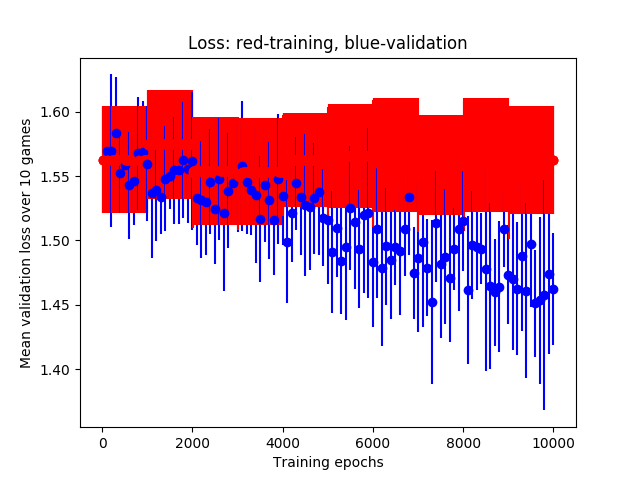 Loss: red-training, blue-validation
Mean validation loss over 10 games
1.60
1.55
1.50
1.45
1.40
0 2000 4000 6000 8000 10000
Training epochs